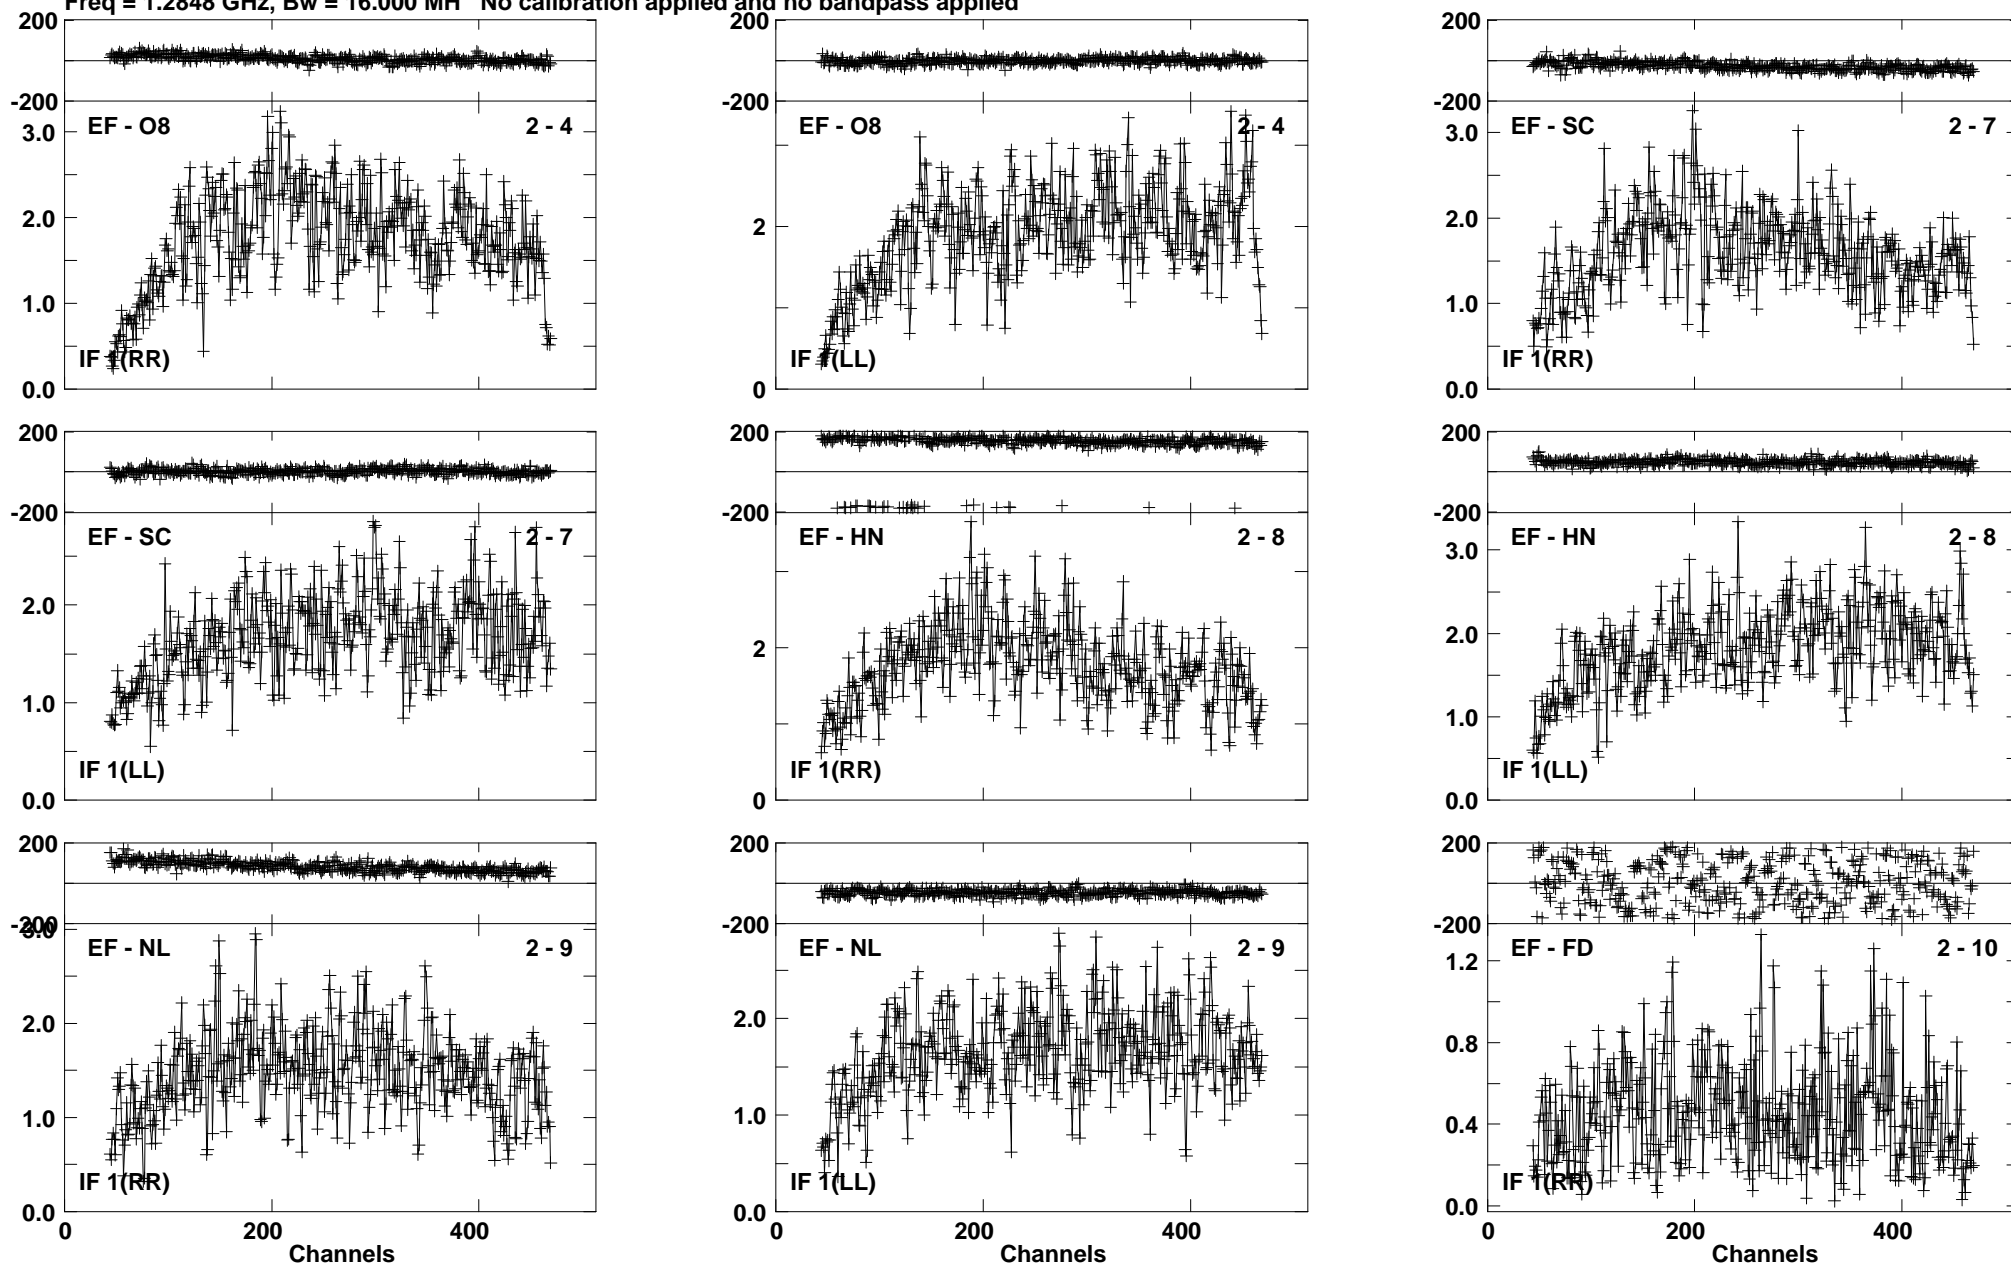 Freq = 1.2848 GHz, Bw = 16.000 MH No calibration applied and no bandpass applied
200
-200
EF - O8 2 - 4
3.0
2.0
1.0
0.0
IF 1(RR)
200
-200
EF - O8 2 - 4
2
0
IF 1(LL)
200
-200
EF - SC 2 - 7
3.0
2.0
1.0
0.0
IF 1(RR)
200
-200
EF - SC 2 - 7
2.0
1.0
0.0
IF 1(LL)
200
-200
EF - HN 2 - 8
2
0
IF 1(RR)
200
-200
EF - HN 2 - 8
3.0
2.0
1.0
0.0
IF 1(LL)
200
-200
3.0
EF - NL 2 - 9
2.0
1.0
0.0
IF 1(RR)
0 200 400
Channels
200
-200
EF - NL 2 - 9
2.0
1.0
0.0
IF 1(LL)
0 200 400
Channels
200
-200
EF - FD 2 - 10
1.2
0.8
0.4
0.0
IF 1(RR)
0 200 400
Channels